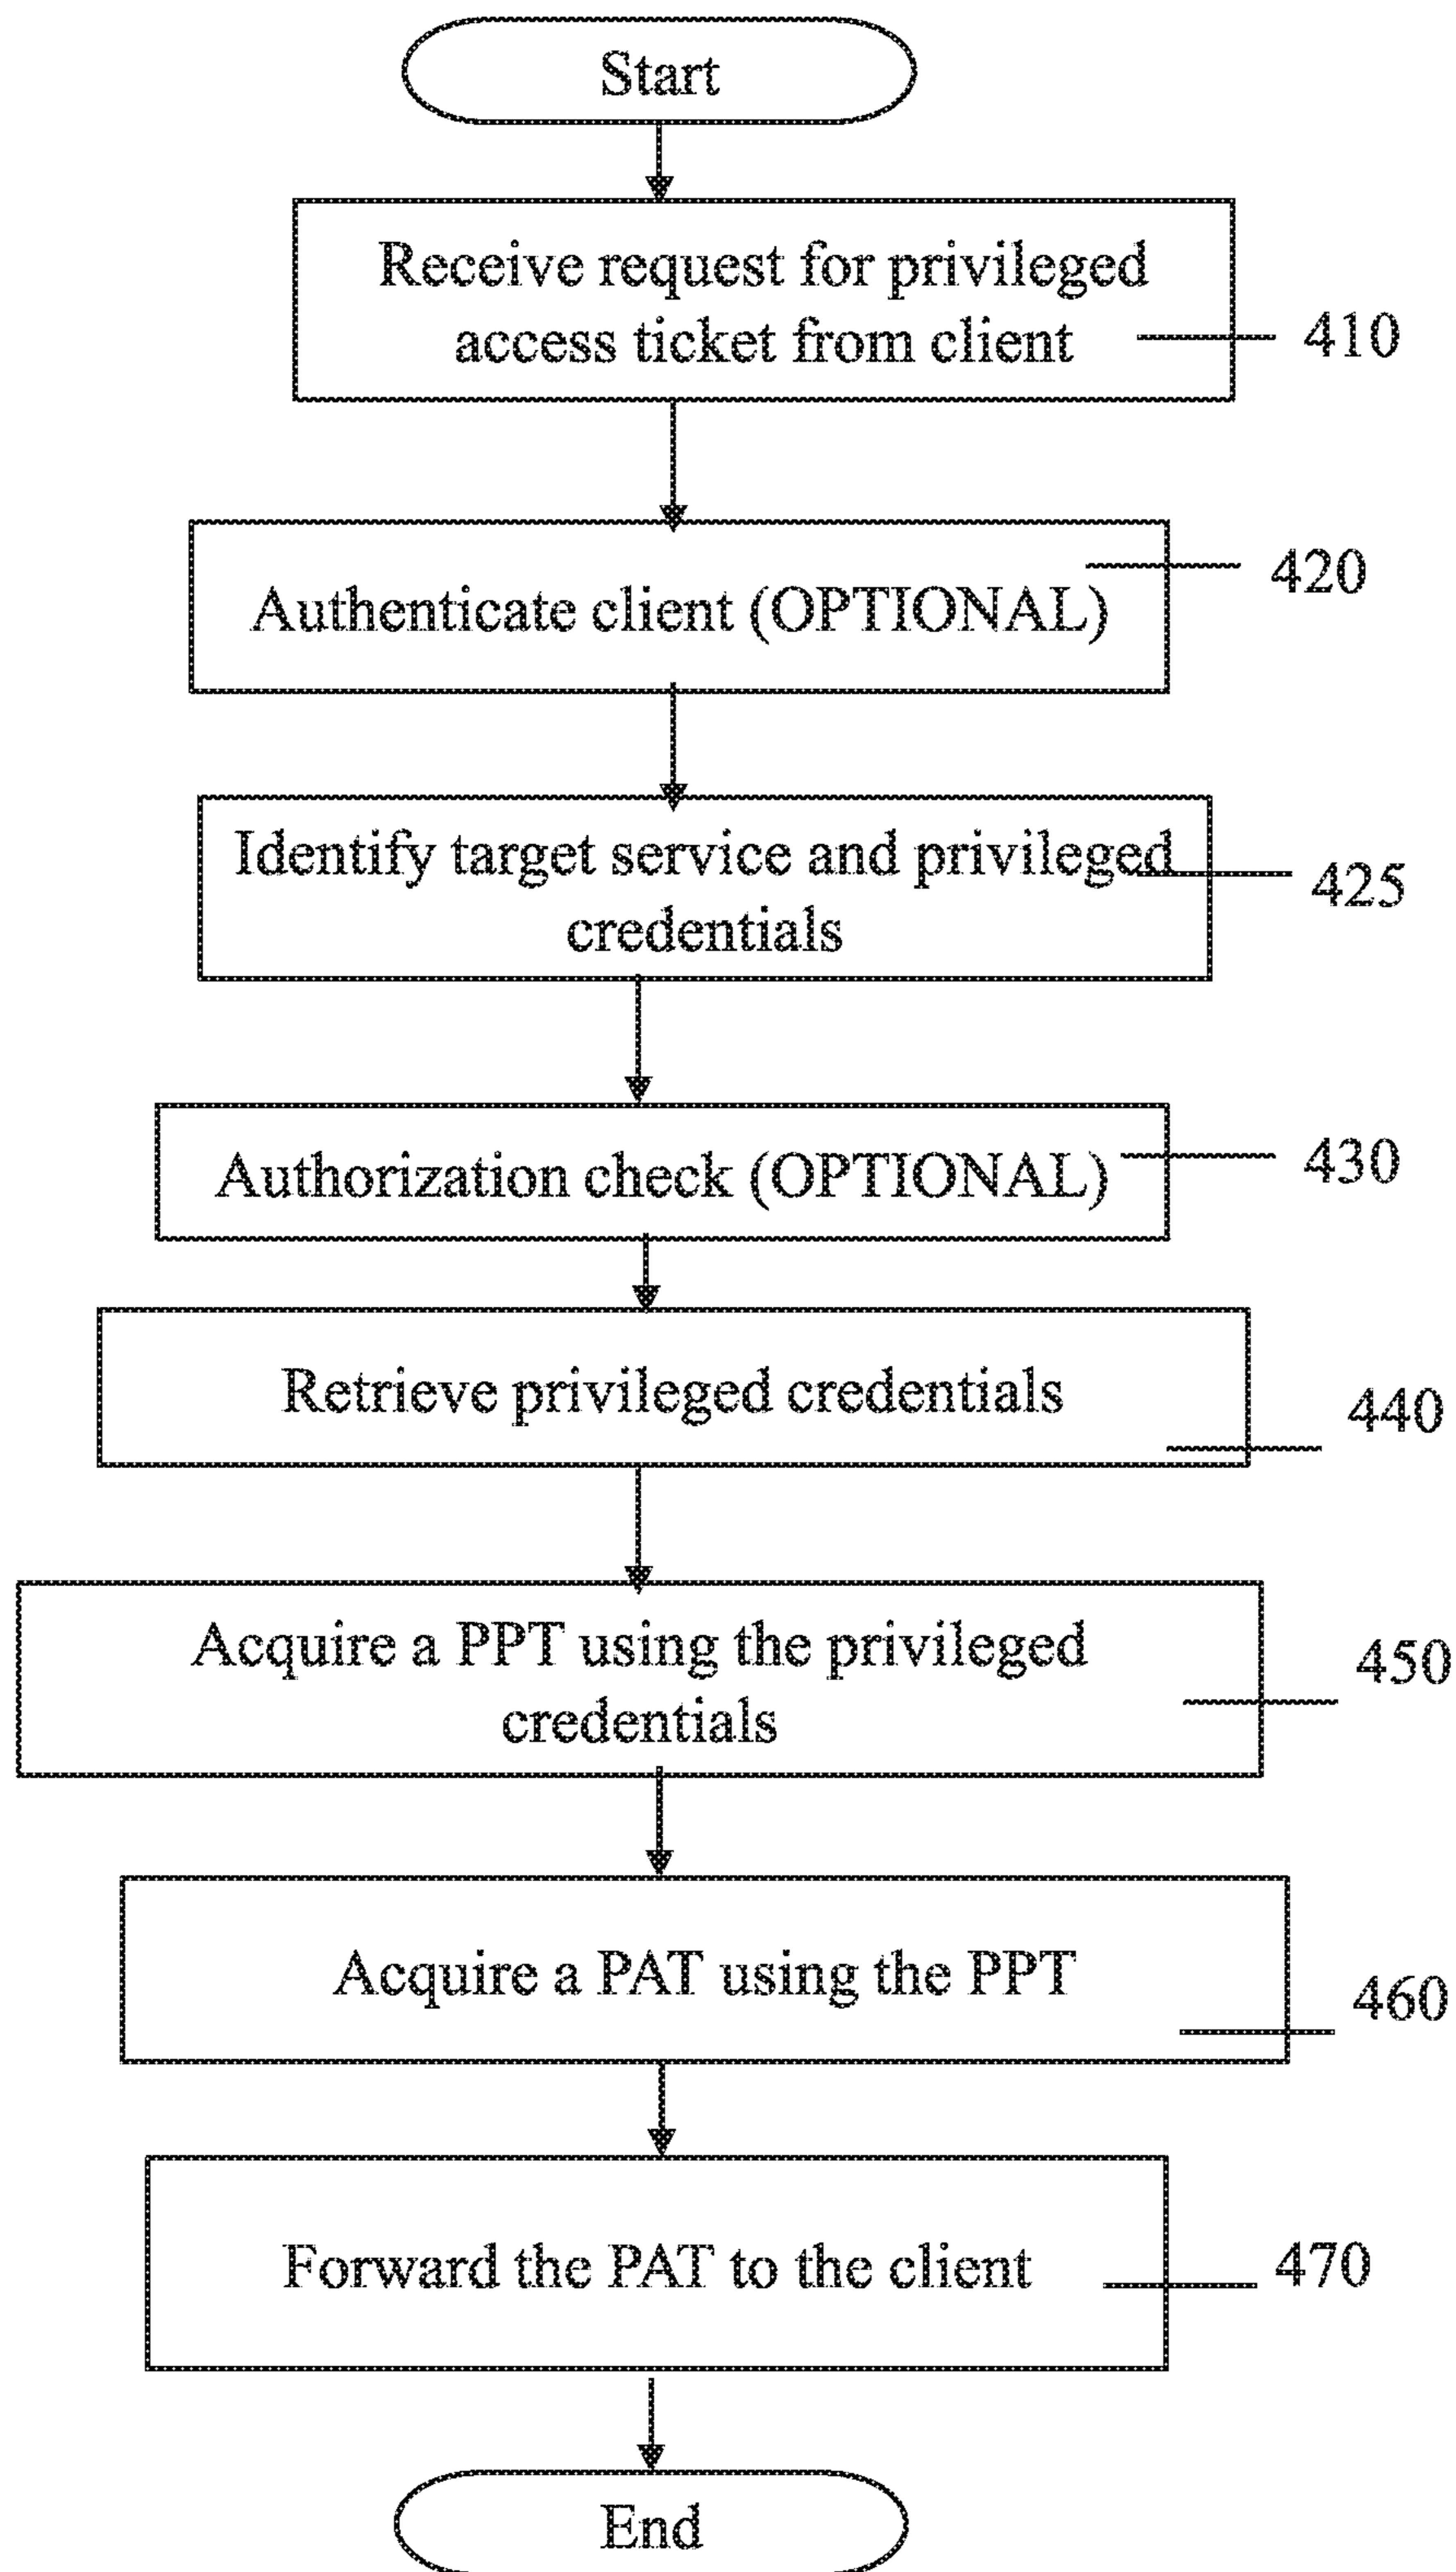 Start
Receive request for privileged
access ticket from client
410
Authenticate client (OPTIONAL)
420
Identify target service and privileged
credentials
425
Authorization check (OPTIONAL)
430
Retrieve privileged credentials
440
Acquire a PPT using the privileged
credentials
450
Acquire a PAT using the PPT
460
Forward the PAT to the client
470
End